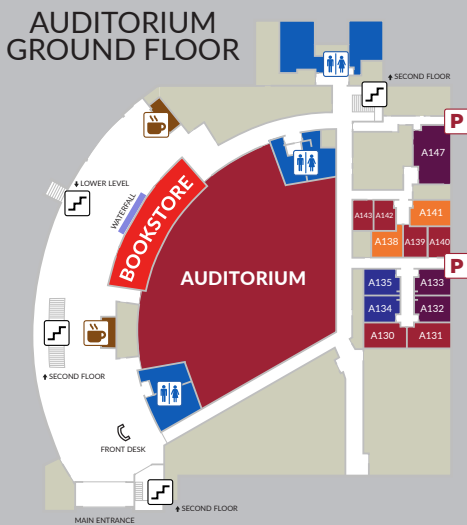 AUDITORIUM
GROUND FLOOR
SECOND FLOOR
P
A147
LOWER LEVEL
WATERFALL
BOOKSTORE
A143 A142 A141
A138 A139 A140
AUDITORIUM
P
A135 A133
A134 A132
A130 A131
SECOND FLOOR
FRONT DESK
SECOND FLOOR
MAIN ENTRANCE